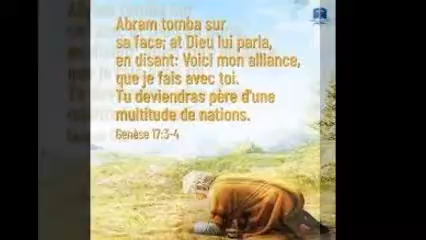 Abram tomba sur
sa face; et Dieu lui parla,
en disant: Voici mon alliance,
que je fais avec toi.
Tu deviendras père d'une
multitude de nations.
Genèse 17:3-4